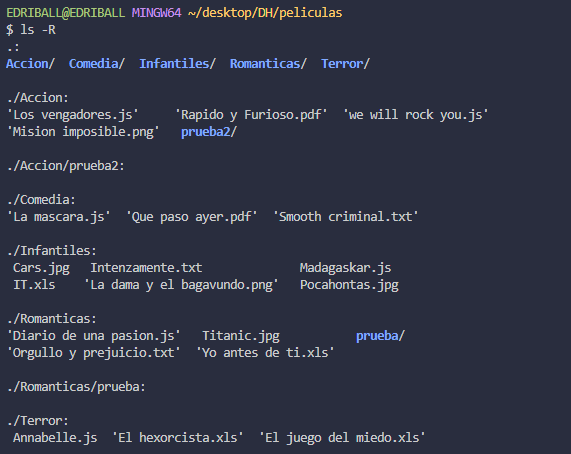 EDRIBALL@EDRIBALL MINGW64 ~/desktop/DH/peliculas
$ ls -R
.:
Accion/  Comedia/  Infantiles/  Romanticas/  Terror/

./Accion:
'Los vengadores.js'     'Rapido y Furioso.pdf'  'we will rock you.js'
'Mision imposible.png'   prueba2/

./Accion/prueba2:

./Comedia:
'La mascara.js'  'Que paso ayer.pdf'  'Smooth criminal.txt'

./Infantiles:
 Cars.jpg   Intenzamente.txt              Madagaskar.js
 IT.xls    'La dama y el bagavundo.png'   Pocahontas.jpg

./Romanticas:
'Diario de una pasion.js'   Titanic.jpg           prueba/
'Orgullo y prejuicio.txt'  'Yo antes de ti.xls'

./Romanticas/prueba:

./Terror:
 Annabelle.js  'El hexorcista.xls'  'El juego del miedo.xls'